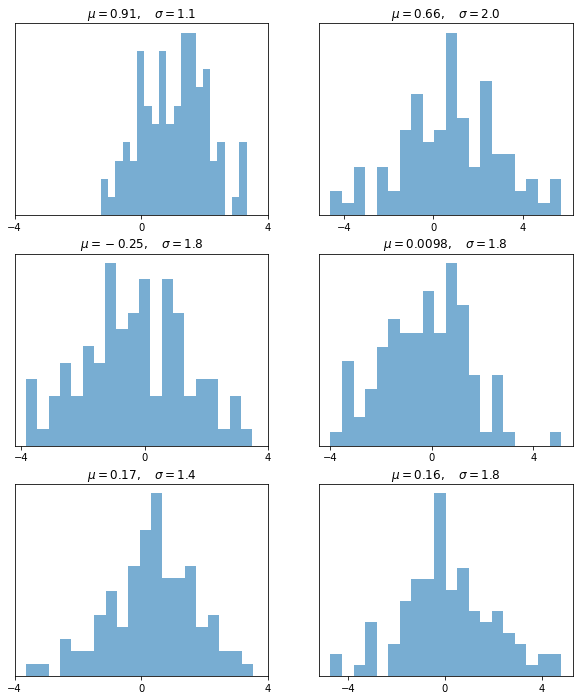 μ = 0.91, σ = 1.1
μ = 0.66, σ = 2.0
−4 0 4
−4 0 4
μ = −0.25, σ = 1.8
μ = 0.0098, σ = 1.8
−4 0 4
−4 0 4
μ = 0.17, σ = 1.4
μ = 0.16, σ = 1.8
−4 0 4
−4 0 4